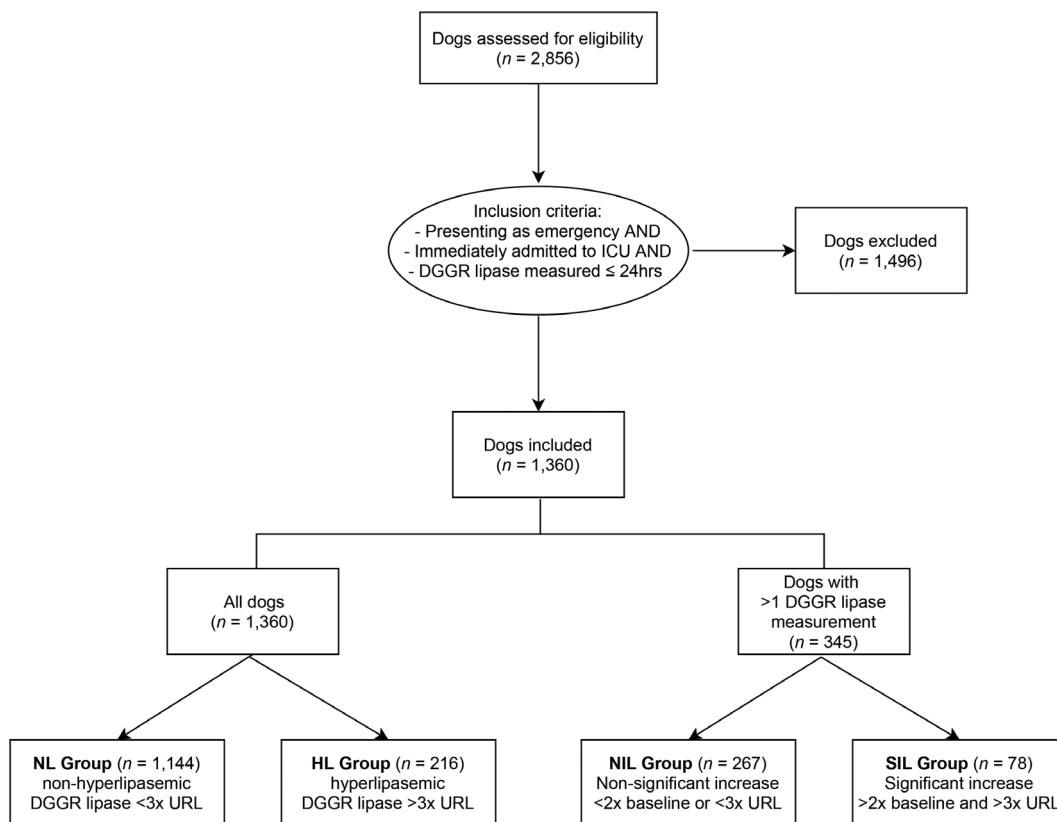 Dogs assessed for eligibility
(n = 2,856)
Inclusion criteria:
- Presenting as emergency AND
- Immediately admitted to ICU AND
- DGGR lipase measured ≤ 24hrs
Dogs excluded
(n = 1,496)
Dogs included
(n = 1,360)
All dogs
(n = 1,360)
Dogs with
>1 DGGR lipase
measurement
(n = 345)
NL Group (n = 1,144)
non-hyperlipasemic
DGGR lipase <3x URL
HL Group (n = 216)
hyperlipasemic
DGGR lipase >3x URL
NIL Group (n = 267)
Non-significant increase
<2x baseline or <3x URL
SIL Group (n = 78)
Significant increase
>2x baseline and >3x URL